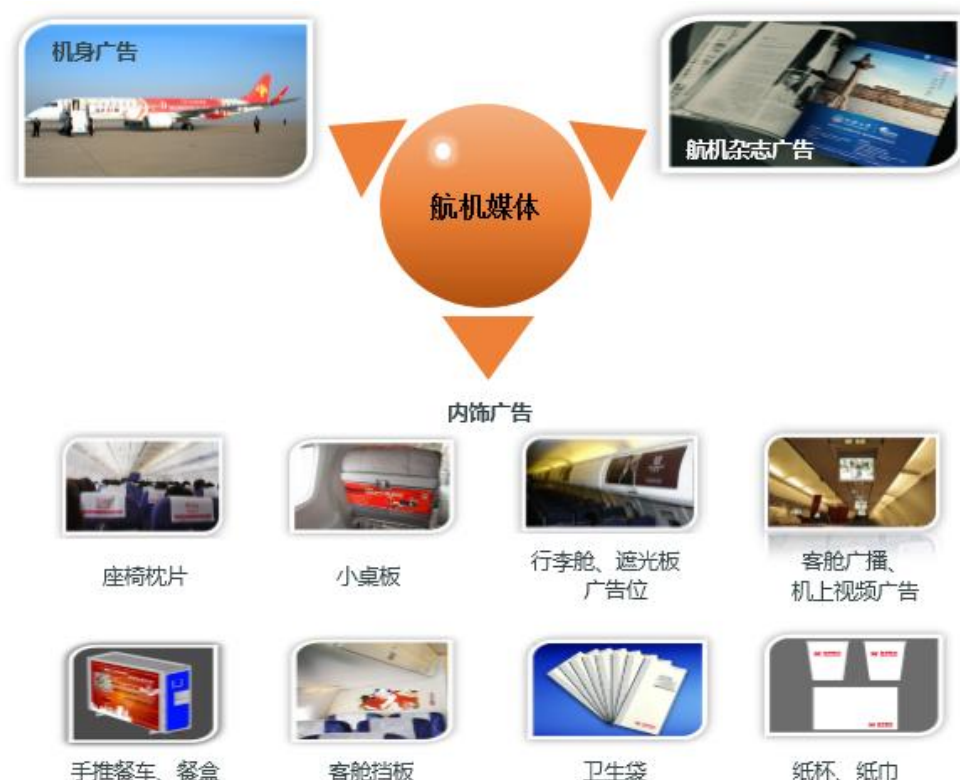 机身广告
航机杂志广告
航机媒体
内饰广告
座椅枕片
小桌板
行李舱、遮光板
广告位
客舱广播、
机上视频广告
手推餐车、餐盒
客舱挡板
卫生袋
纸杯、纸巾